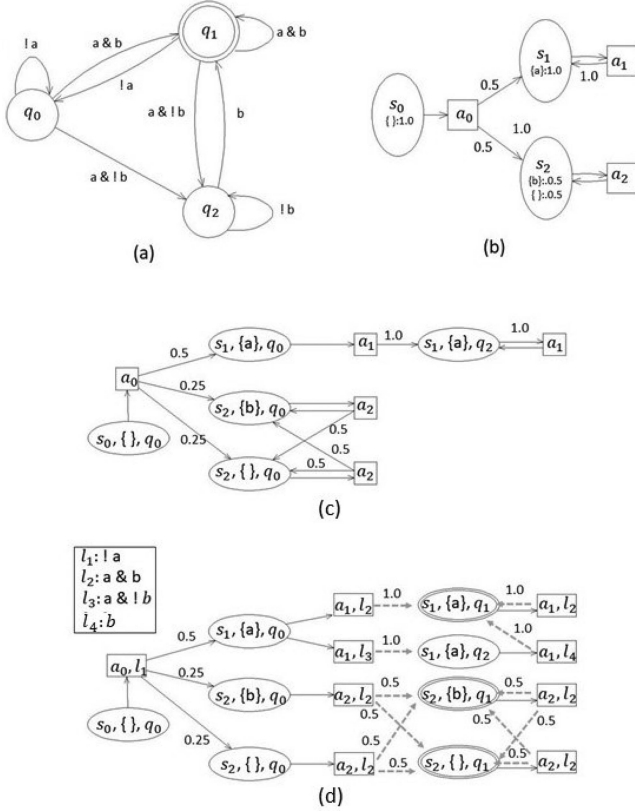 ! a
a & b
q₁
a & b
! a
q₀
a & ! b
b
a & ! b
q₂
! b
(a)
s₀
{ }:1.0
a₀
0.5
s₁
{a}:1.0
1.0
a₁
1.0
0.5
s₂
{b}:.0.5
{ }:.0.5
a₂
(b)
s₁, {a}, q₀
a₁
1.0
s₁, {a}, q₂
1.0
a₁
0.5
a₀
0.25
s₂, {b}, q₀
a₂
s₀, { }, q₀
0.25
0.5
0.5
s₂, { }, q₀
0.5
a₂
(c)
l₁: ! a
l₂: a & b
l₃: a & ! b
l₄: b
a₁, l₂
1.0
s₁, {a}, q₁
1.0
a₁, l₂
0.5
s₁, {a}, q₀
a₁, l₃
1.0
s₁, {a}, q₂
1.0
a₁, l₄
a₀, l₁
0.25
s₂, {b}, q₀
a₂, l₂
0.5
s₂, {b}, q₁
0.5
a₂, l₂
s₀, { }, q₀
0.5
0.5
0.5
0.25
s₂, { }, q₀
0.5
a₂, l₂
0.5
s₂, { }, q₁
0.5
a₂, l₂
(d)